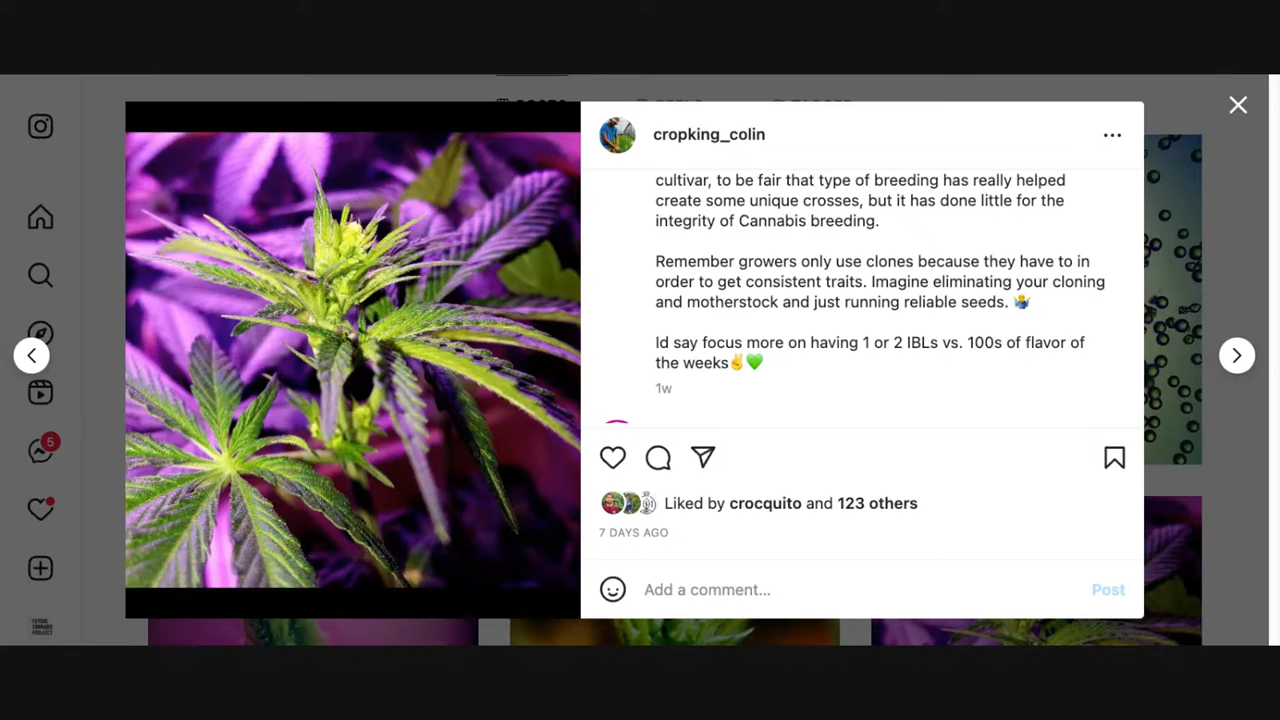 cropking_colin
cultivar, to be fair that type of breeding has really helped
create some unique crosses, but it has done little for the
integrity of Cannabis breeding.
Remember growers only use clones because they have to in
order to get consistent traits. Imagine eliminating your cloning
and motherstock and just running reliable seeds. 🤷‍♂️
Id say focus more on having 1 or 2 IBLs vs. 100s of flavor of
the weeks✌️💚
1w
5
Liked by crocquito and 123 others
7 DAYS AGO
Add a comment...
Post
FUTURE
CANNABIS
PROJECT